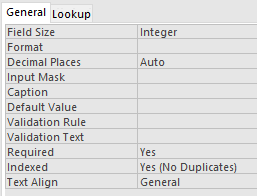 General Lookup
Field Size Integer
Format
Decimal Places Auto
Input Mask
Caption
Default Value
Validation Rule
Validation Text
Required Yes
Indexed Yes (No Duplicates)
Text Align General